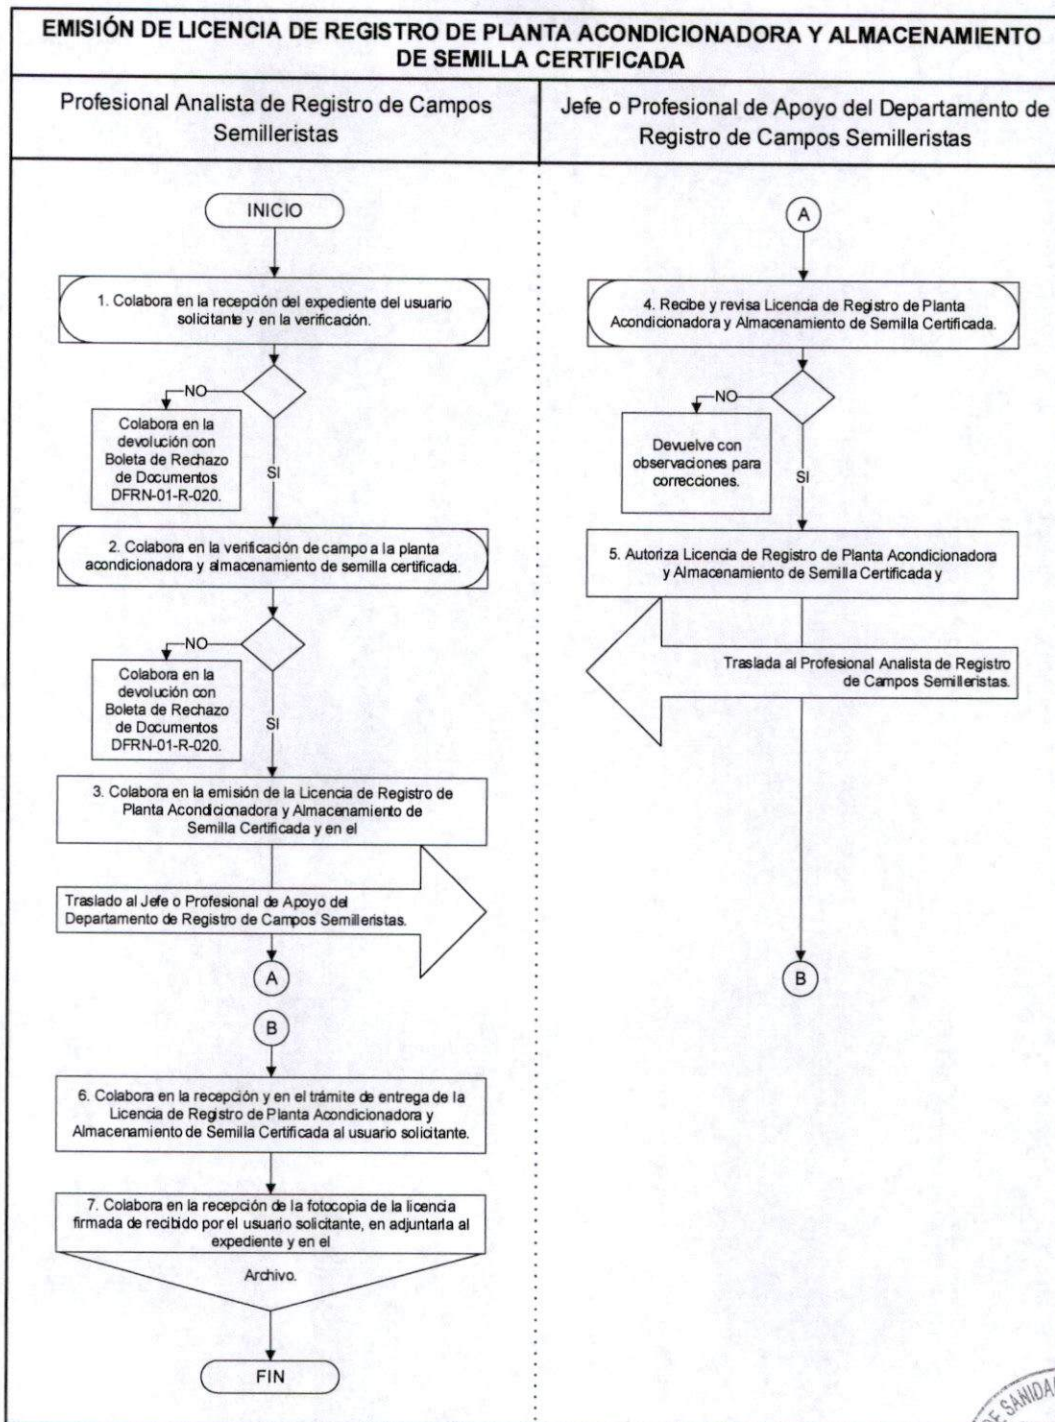 EMISIÓN DE LICENCIA DE REGISTRO DE PLANTA ACONDICIONADORA Y ALMACENAMIENTO
DE SEMILLA CERTIFICADA
Profesional Analista de Registro de Campos
Semilleristas
Jefe o Profesional de Apoyo del Departamento de
Registro de Campos Semilleristas
INICIO
1. Colabora en la recepción del expediente del usuario
solicitante y en la verificación.
NO
Colabora en la
devolución con
Boleta de Rechazo
de Documentos
DFRN-01-R-020.
SI
2. Colabora en la verificación de campo a la planta
acondicionadora y almacenamiento de semilla certificada.
NO
Colabora en la
devolución con
Boleta de Rechazo
de Documentos
DFRN-01-R-020.
SI
3. Colabora en la emisión de la Licencia de Registro de
Planta Acondicionadora y Almacenamiento de
Semilla Certificada y en el
Traslado al Jefe o Profesional de Apoyo del
Departamento de Registro de Campos Semilleristas.
A
B
6. Colabora en la recepción y en el trámite de entrega de la
Licencia de Registro de Planta Acondicionadora y
Almacenamiento de Semilla Certificada al usuario solicitante.
7. Colabora en la recepción de la fotocopia de la licencia
firmada de recibido por el usuario solicitante, en adjuntarla al
expediente y en el
Archivo.
FIN
A
4. Recibe y revisa Licencia de Registro de Planta
Acondicionadora y Almacenamiento de Semilla Certificada.
NO
Devuelve con
observaciones para
correcciones.
SI
5. Autoriza Licencia de Registro de Planta Acondicionadora
y Almacenamiento de Semilla Certificada y
Traslada al Profesional Analista de Registro
de Campos Semilleristas.
B
DE SANIDA